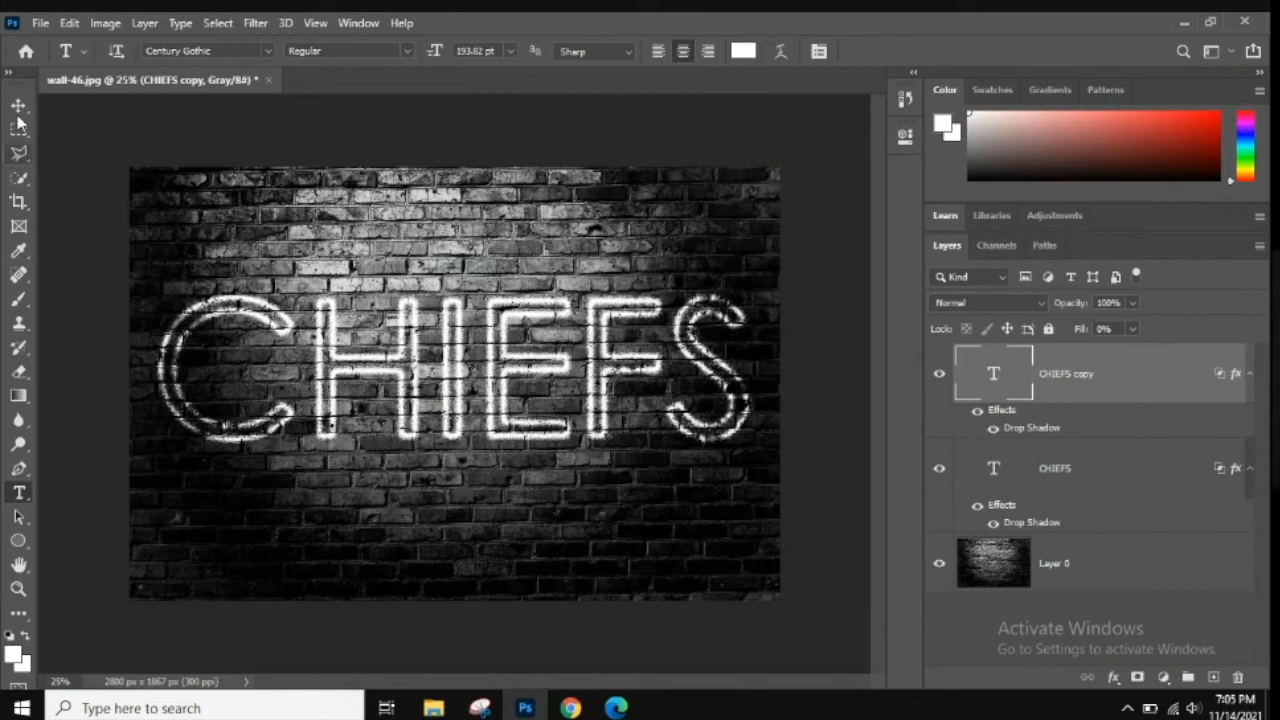 Ps File Edit Image Layer Type Select Filter 3D View Window Help
Century Gothic Regular 193.82 pt Sharp
wall-46.jpg @ 25% (CHIEFS copy, Gray/8#) *
Color Swatches Gradients Patterns
CHIEFS
Learn Libraries Adjustments
Layers Channels Paths
Kind
Normal Opacity: 100%
Lock: Fill: 0%
T CHIEFS copy fx
Effects
Drop Shadow
T CHIEFS fx
Effects
Drop Shadow
Layer 0
Activate Windows
Go to Settings to activate Windows.
25% 2800 px x 1867 px (300 ppi)
Type here to search
Ps
7:05 PM
11/14/2021